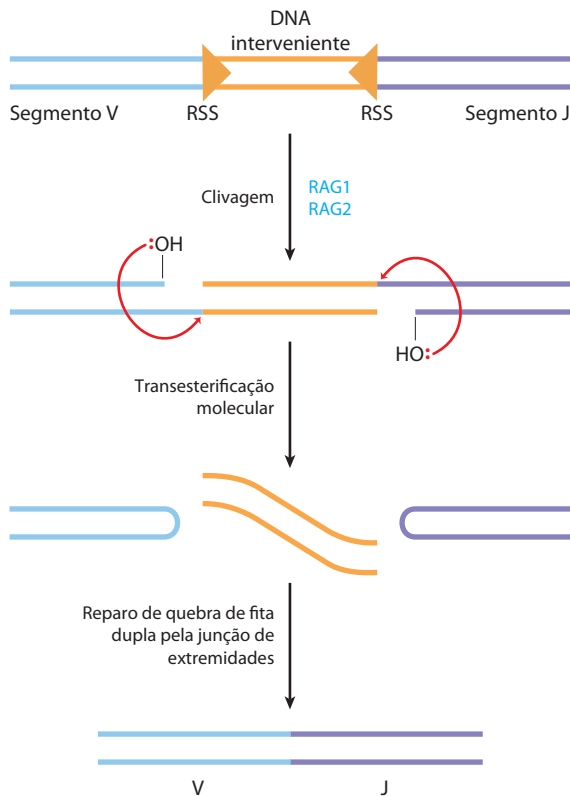 DNA
interveniente
Segmento V
RSS
RSS
Segmento J
Clivagem
RAG1
RAG2
:OH
HO:
Transesterificação
molecular
Reparo de quebra de fita
dupla pela junção de
extremidades
V
J